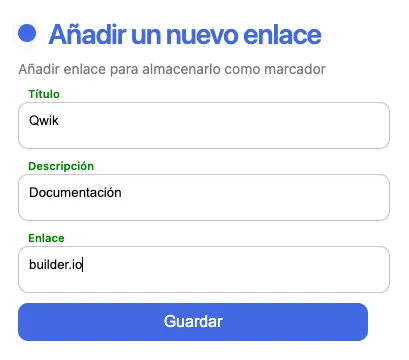 Añadir un nuevo enlace
Añadir enlace para almacenarlo como marcador
Título
Qwik
Descripción
Documentación
Enlace
builder.io
Guardar